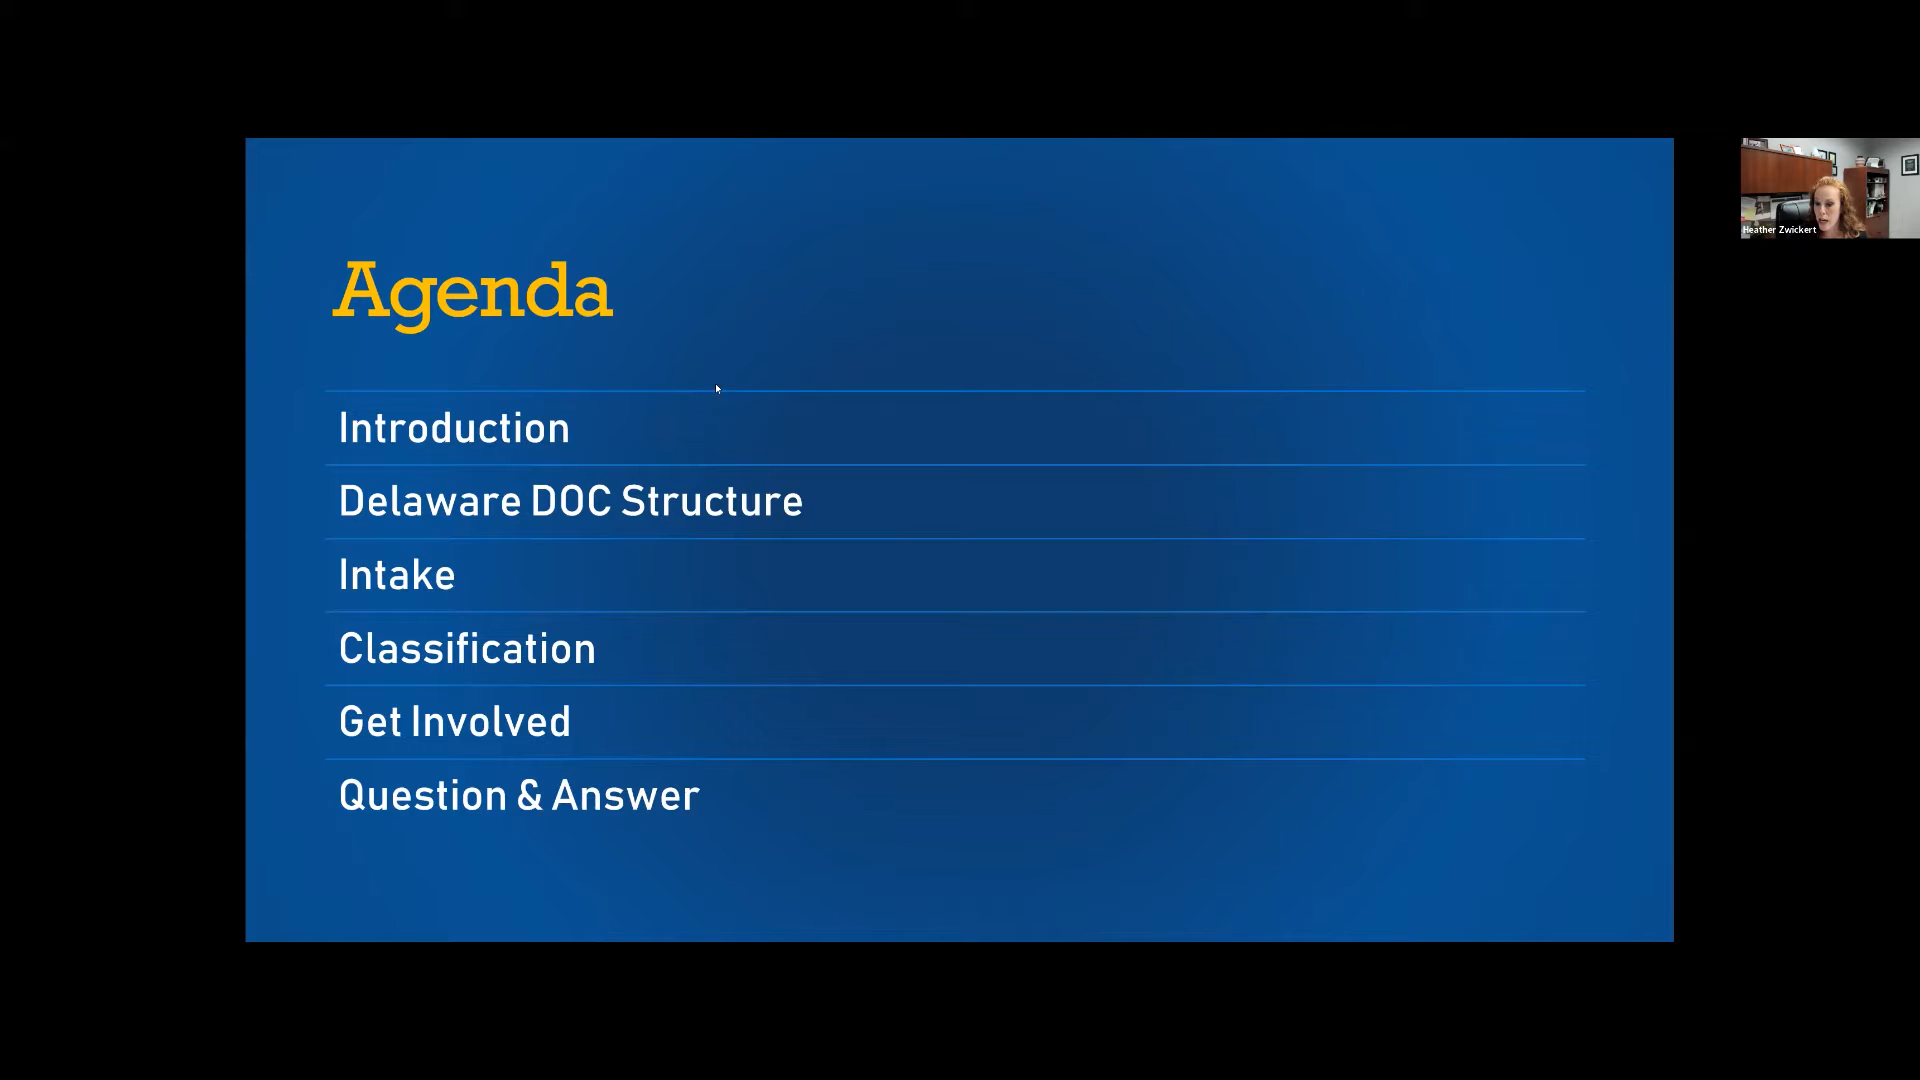 Agenda
Introduction
Delaware DOC Structure
Intake
Classification
Get Involved
Question & Answer
Heather Zwickert